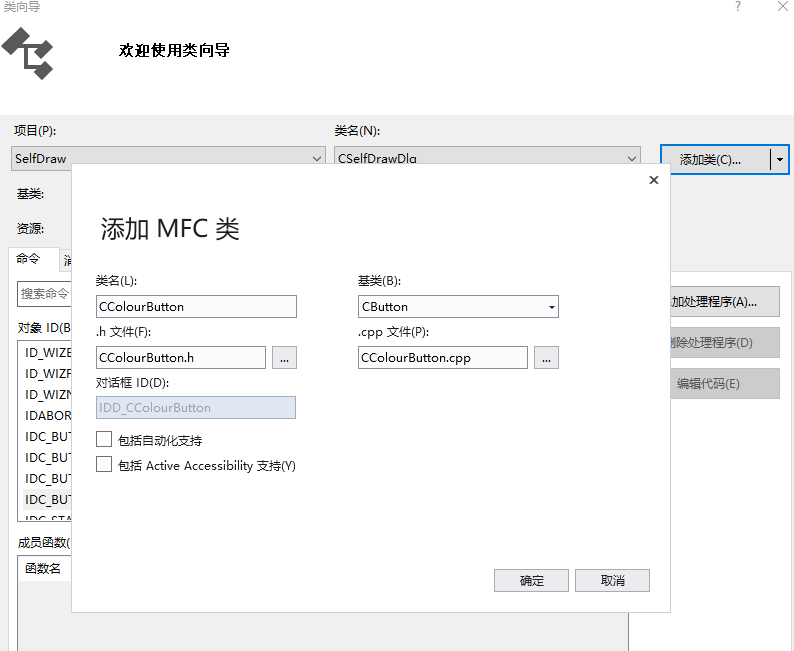 类向导
?
欢迎使用类向导
项目(P):
类名(N):
SelfDraw
CSelfDrawDlg
添加类(C)...
基类:
添加 MFC 类
资源:
命令
类名(L):
基类(B):
搜索命令
CColourButton
CButton
加处理程序(A)...
.h 文件(F):
.cpp 文件(P):
对象 ID(B
CColourButton.h
...
CColourButton.cpp
...
删除处理程序(D)
ID_WIZE
ID_WIZF
ID_WIZN
对话框 ID(D):
编辑代码(E)
IDD_CColourButton
IDABOR
IDC_BUT
包括自动化支持
IDC_BUT
包括 Active Accessibility 支持(Y)
IDC_BUT
IDC_BUT
IDC_STA
成员函数(
函数名
确定
取消